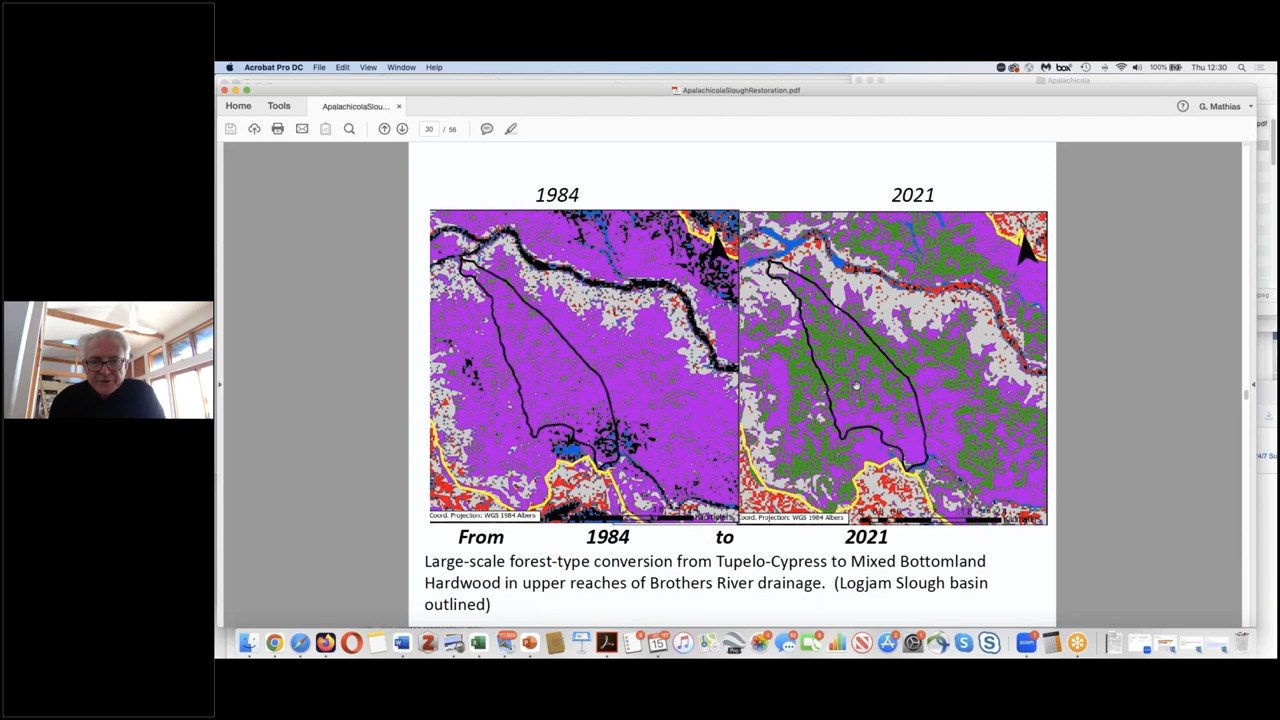 Acrobat Pro DC File Edit View Window Help
100% Thu 12:30
Apalachicola
ApalachicolaSloughRestoration.pdf
Home Tools ApalachicolaSlou... × G. Mathias
30 / 56
pdf
1984 2021
Coord. Projection: WGS 1984 Albers
Coord. Projection: WGS 1984 Albers
From 1984 to 2021
Large-scale forest-type conversion from Tupelo-Cypress to Mixed Bottomland
Hardwood in upper reaches of Brothers River drainage. (Logjam Slough basin
outlined)